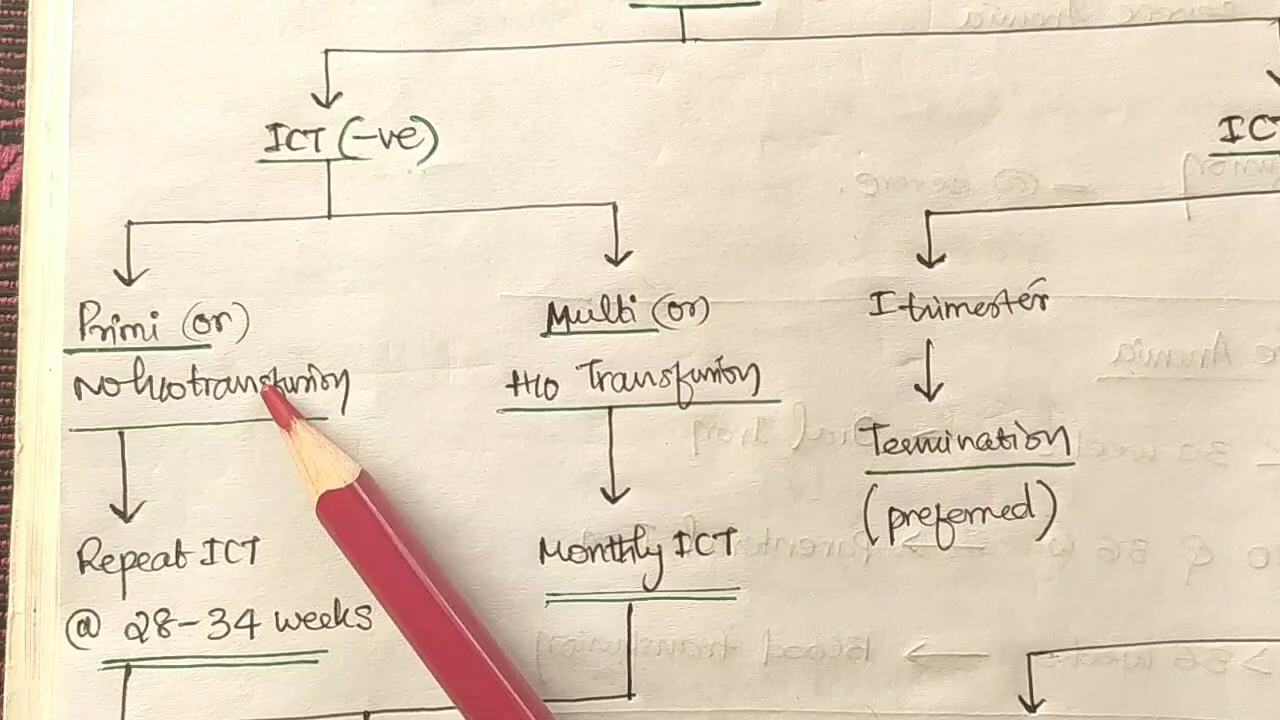 ICT (-ve)
IC
Primi (or)
No h/o transfusion
Multi (or)
H/O Transfusion
I trimester
Termination
(preferred)
Repeat ICT
@ 28-34 weeks
Monthly ICT